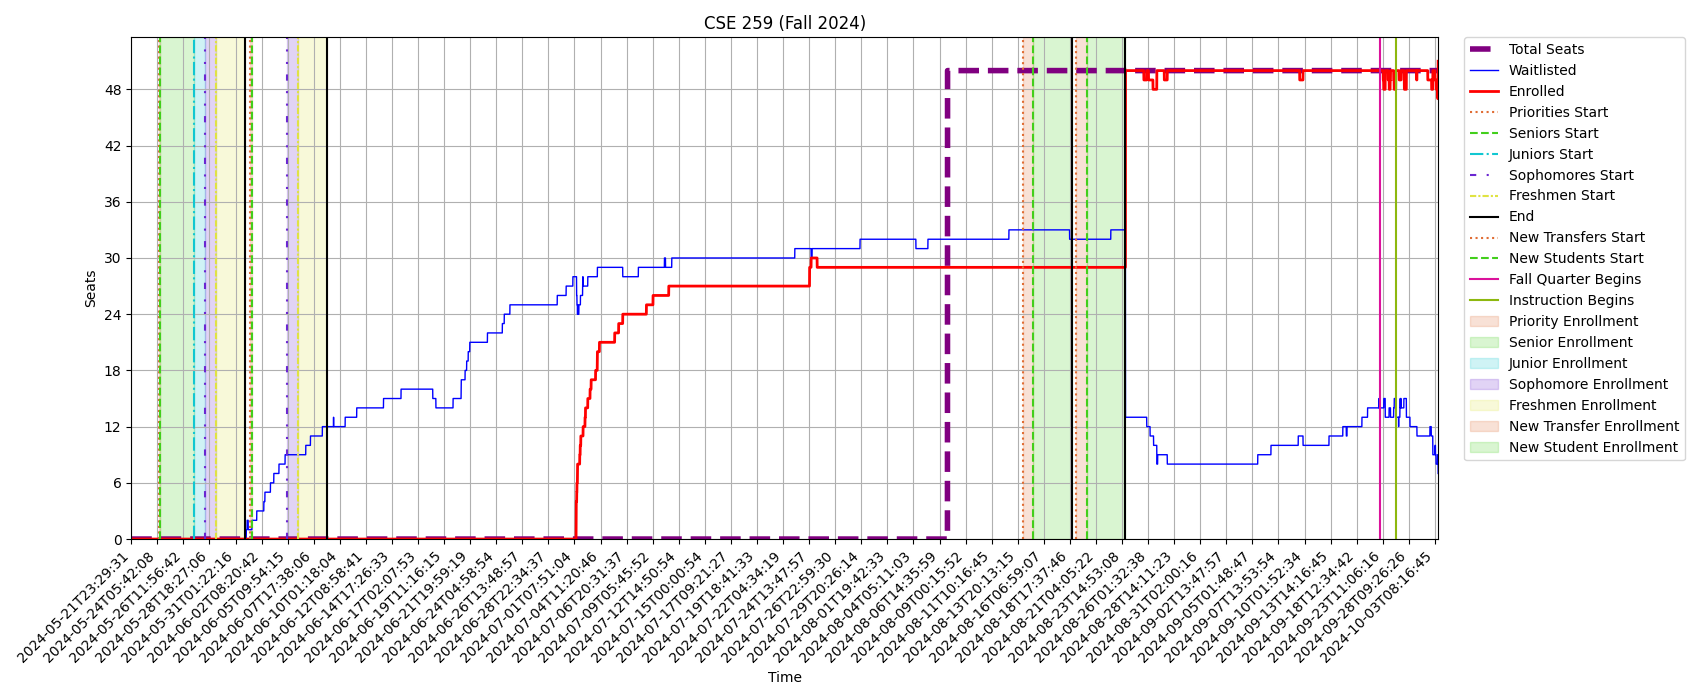 CSE 259 (Fall 2024)
Seats
48
42
36
30
24
18
12
6
0
2024-05-21T23:29:31
2024-05-24T05:42:08
2024-05-26T11:56:42
2024-05-28T18:27:06
2024-05-31T01:22:16
2024-06-02T08:20:42
2024-06-05T09:54:15
2024-06-07T17:38:06
2024-06-10T01:18:04
2024-06-12T08:58:41
2024-06-14T17:26:33
2024-06-17T02:07:53
2024-06-19T11:16:15
2024-06-21T19:59:19
2024-06-24T04:58:54
2024-06-26T13:48:57
2024-06-28T22:34:37
2024-07-01T07:51:04
2024-07-04T11:20:46
2024-07-06T20:31:37
2024-07-09T05:45:52
2024-07-12T14:50:54
2024-07-15T00:00:54
2024-07-17T09:21:27
2024-07-19T18:41:33
2024-07-22T04:34:19
2024-07-24T13:47:57
2024-07-26T22:59:30
2024-07-29T20:26:14
2024-08-01T19:42:33
2024-08-04T05:11:03
2024-08-06T14:35:59
2024-08-09T00:15:52
2024-08-11T10:16:45
2024-08-13T20:13:15
2024-08-16T06:59:07
2024-08-18T17:37:46
2024-08-21T04:05:22
2024-08-23T14:53:08
2024-08-26T01:32:38
2024-08-28T14:11:23
2024-08-31T02:00:16
2024-09-02T13:47:57
2024-09-05T01:48:47
2024-09-07T13:53:54
2024-09-10T01:52:34
2024-09-13T14:16:45
2024-09-18T12:34:42
2024-09-23T11:06:16
2024-09-28T09:26:26
2024-10-03T08:16:45
Time
Total Seats
Waitlisted
Enrolled
Priorities Start
Seniors Start
Juniors Start
Sophomores Start
Freshmen Start
End
New Transfers Start
New Students Start
Fall Quarter Begins
Instruction Begins
Priority Enrollment
Senior Enrollment
Junior Enrollment
Sophomore Enrollment
Freshmen Enrollment
New Transfer Enrollment
New Student Enrollment